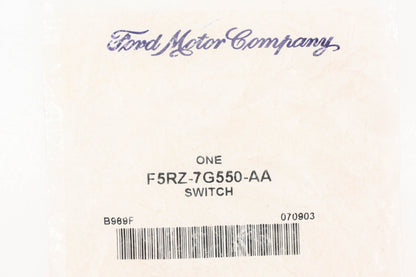 Ford Motor Company
ONE
F5RZ-7G550-AA
SWITCH
B989F 070903